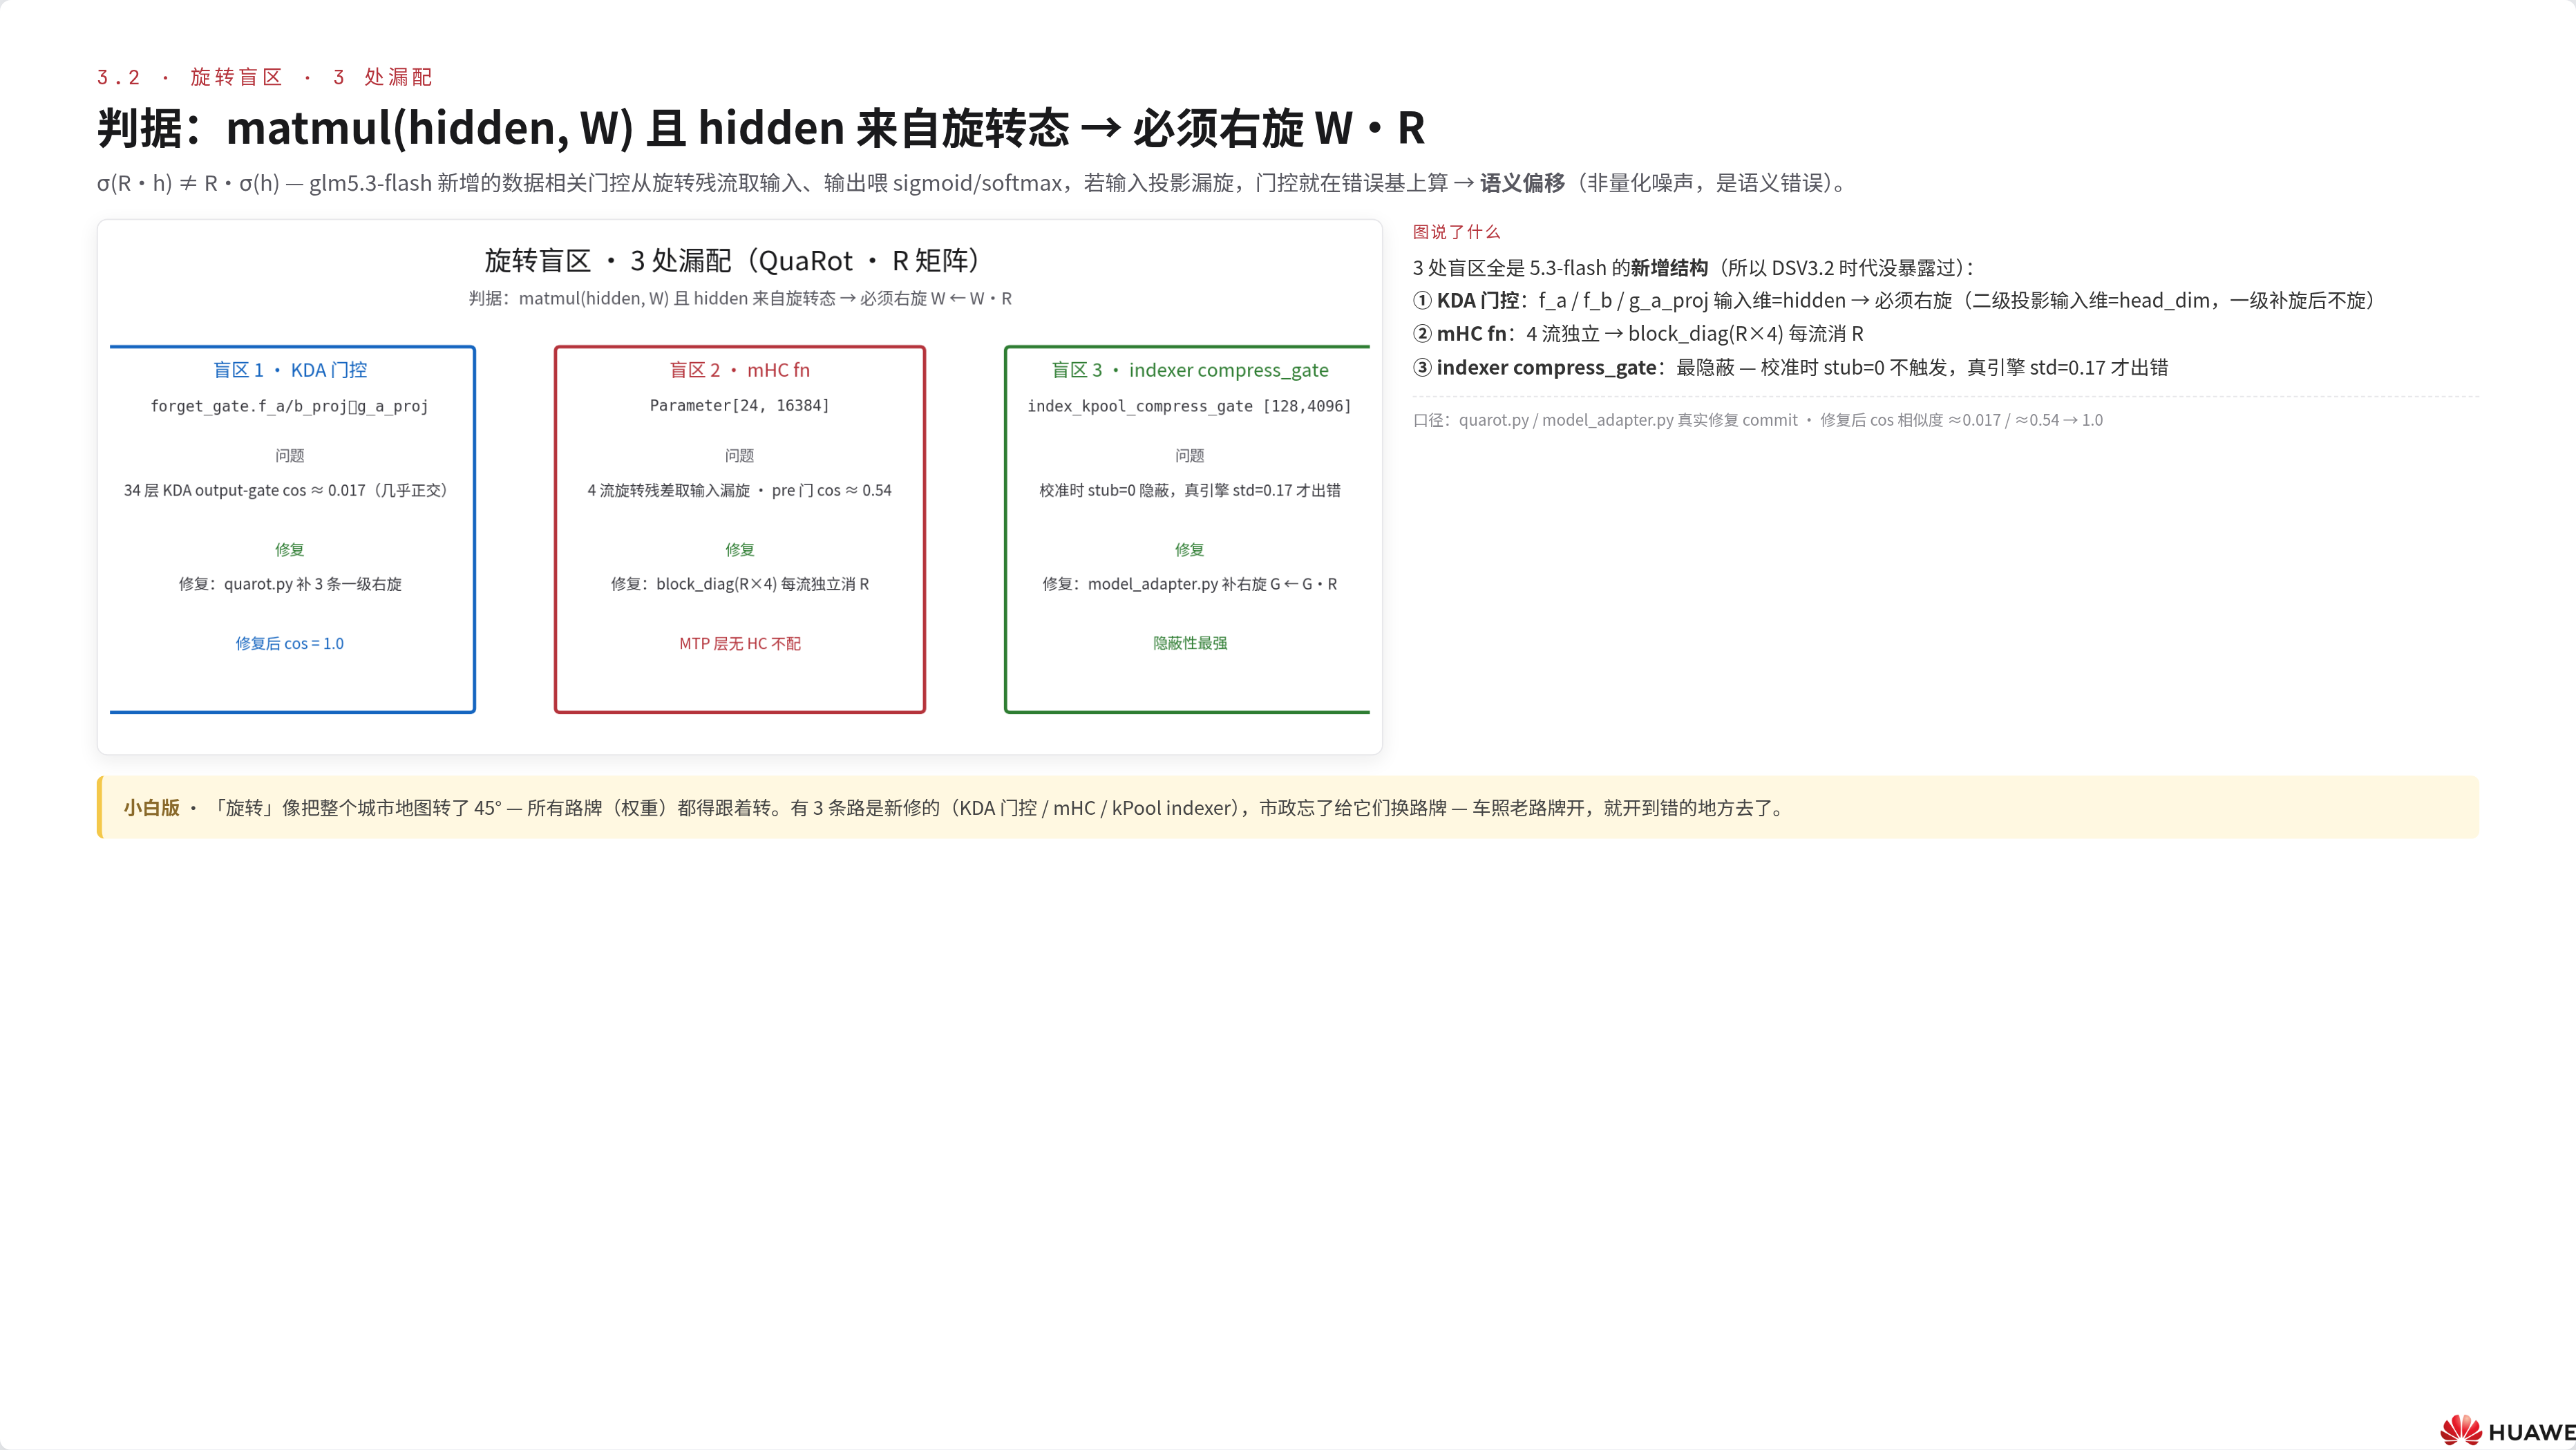 3.2 · 旋转盲区 · 3 处漏配
判据：matmul(hidden, W) 且 hidden 来自旋转态 → 必须右旋 W·R
σ(R·h) ≠ R·σ(h) — glm5.3-flash 新增的数据相关门控从旋转残流取输入、输出喂 sigmoid/softmax，若输入投影漏旋，门控就在错误基上算 → 语义偏移（非量化噪声，是语义错误）。
旋转盲区 · 3 处漏配（QuaRot · R 矩阵）
判据：matmul(hidden, W) 且 hidden 来自旋转态 → 必须右旋 W ← W·R
盲区 1 · KDA 门控
forget_gate.f_a/b_proj▯g_a_proj
问题
34 层 KDA output-gate cos ≈ 0.017（几乎正交）
修复
修复：quarot.py 补 3 条一级右旋
修复后 cos = 1.0
盲区 2 · mHC fn
Parameter[24, 16384]
问题
4 流旋转残差取输入漏旋 · pre 门 cos ≈ 0.54
修复
修复：block_diag(R×4) 每流独立消 R
MTP 层无 HC 不配
盲区 3 · indexer compress_gate
index_kpool_compress_gate [128,4096]
问题
校准时 stub=0 隐蔽，真引擎 std=0.17 才出错
修复
修复：model_adapter.py 补右旋 G ← G·R
隐蔽性最强
图说了什么
3 处盲区全是 5.3-flash 的新增结构（所以 DSV3.2 时代没暴露过）：
① KDA 门控：f_a / f_b / g_a_proj 输入维=hidden → 必须右旋（二级投影输入维=head_dim，一级补旋后不旋）
② mHC fn：4 流独立 → block_diag(R×4) 每流消 R
③ indexer compress_gate：最隐蔽 — 校准时 stub=0 不触发，真引擎 std=0.17 才出错
口径：quarot.py / model_adapter.py 真实修复 commit · 修复后 cos 相似度 ≈0.017 / ≈0.54 → 1.0
小白版 · 「旋转」像把整个城市地图转了 45° — 所有路牌（权重）都得跟着转。有 3 条路是新修的（KDA 门控 / mHC / kPool indexer），市政忘了给它们换路牌 — 车照老路牌开，就开到错的地方去了。
HUAWE